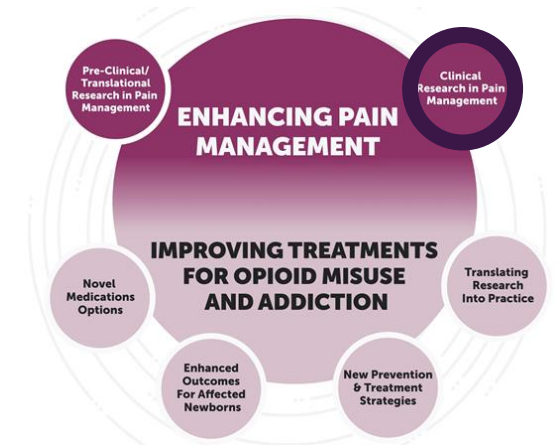 Pre-Clinical/
Translational
Research in Pain
Management
Clinical
Research in Pain
Management
ENHANCING PAIN
MANAGEMENT
IMPROVING TREATMENTS
FOR OPIOID MISUSE
AND ADDICTION
Novel
Medications
Options
Translating
Research
Into Practice
Enhanced
Outcomes
For Affected
Newborns
New Prevention
& Treatment
Strategies